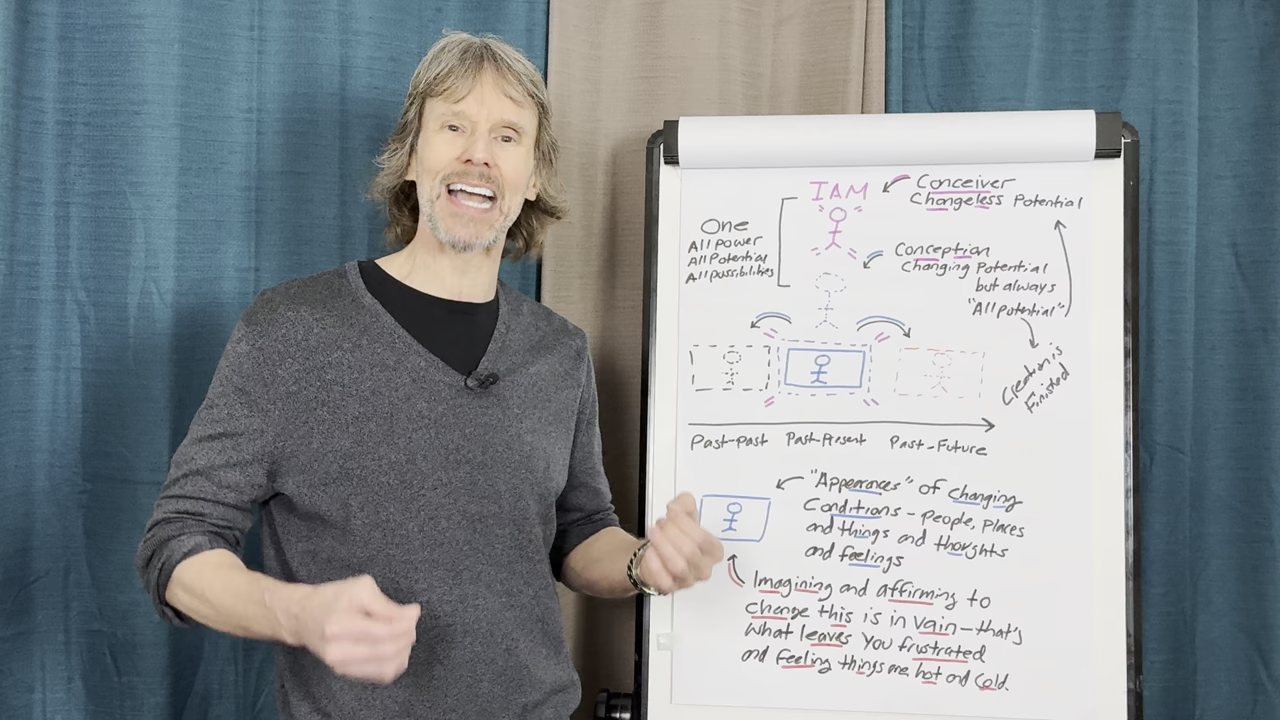 IAM
Conceiver
Changeless Potential
One
All Power
All Potential
All possibilities
Conception
Changing Potential
but always
"All potential"
Creation is
Finished
Past-Past Past-Present Past-Future
"Appearances" of changing
Conditions - People, Places
and things and thoughts
and feelings
Imagining and affirming to
change this is in vain - that's
what leaves you frustrated
and feeling things are hot and cold.